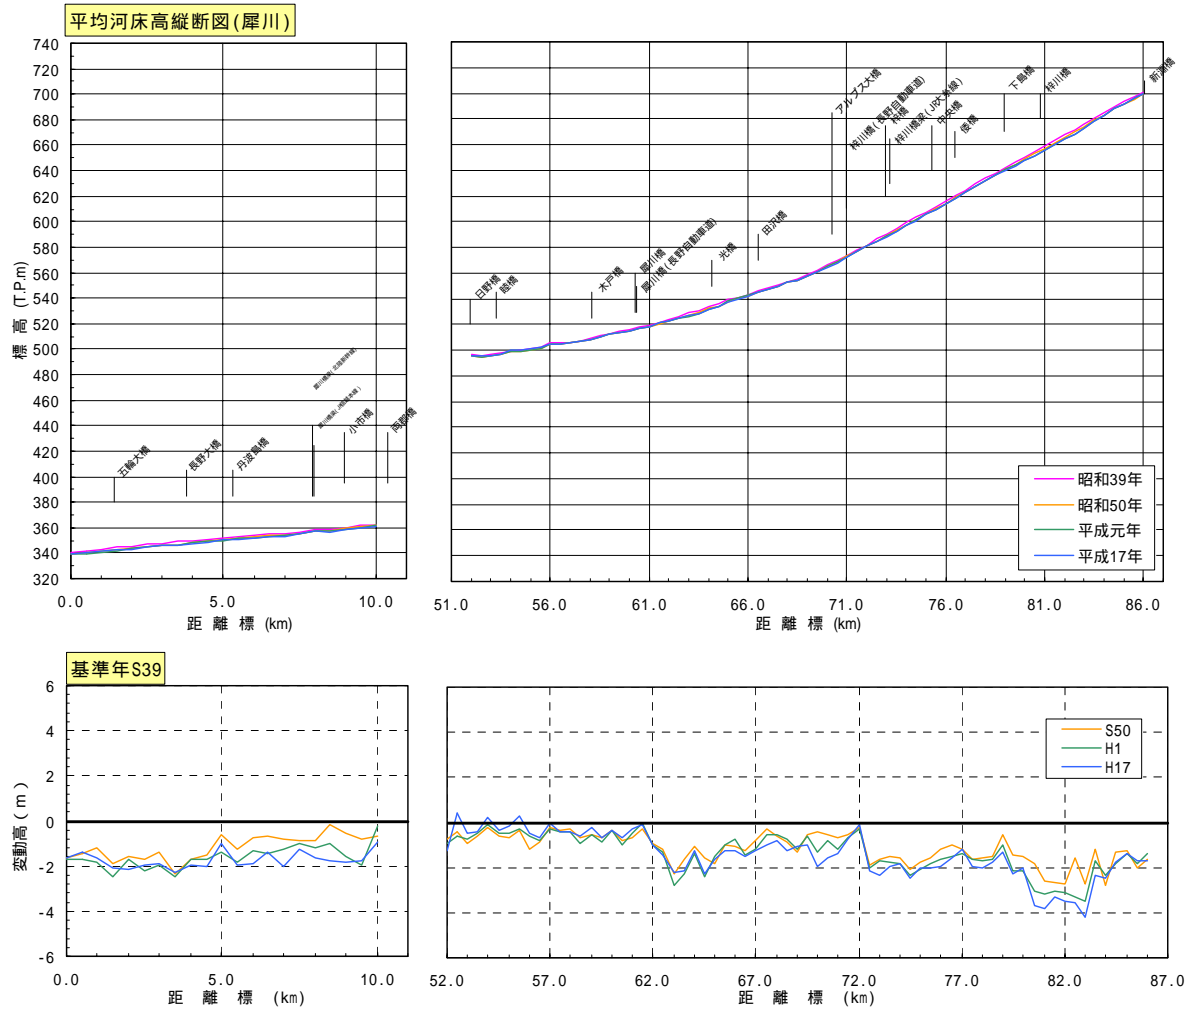 平均河床高縦断図(犀川)
740
720
700
680
660
640
620
600
580
560
540
520
500
480
460
440
420
400
380
360
340
320
標高(T.P.m)
五輪大橋
長野大橋
丹波島橋
犀川橋梁(北陸新幹線)
小市橋
両郡橋
0.0 5.0 10.0
距離標(km)
日野橋
睦橋
木戸橋
犀川橋
犀川橋(長野自動車道)
光橋
田沢橋
アルプス大橋
梓川橋(長野自動車道)
梓橋
梓川橋梁(JR大糸線)
中央橋
倭橋
下島橋
梓川橋
新淵橋
昭和39年
昭和50年
平成元年
平成17年
51.0 56.0 61.0 66.0 71.0 76.0 81.0 86.0
距離標(km)
基準年S39
6
4
2
0
-2
-4
-6
変動高(m)
0.0 5.0 10.0
距離標(km)
S50
H1
H17
52.0 57.0 62.0 67.0 72.0 77.0 82.0 87.0
距離標(km)